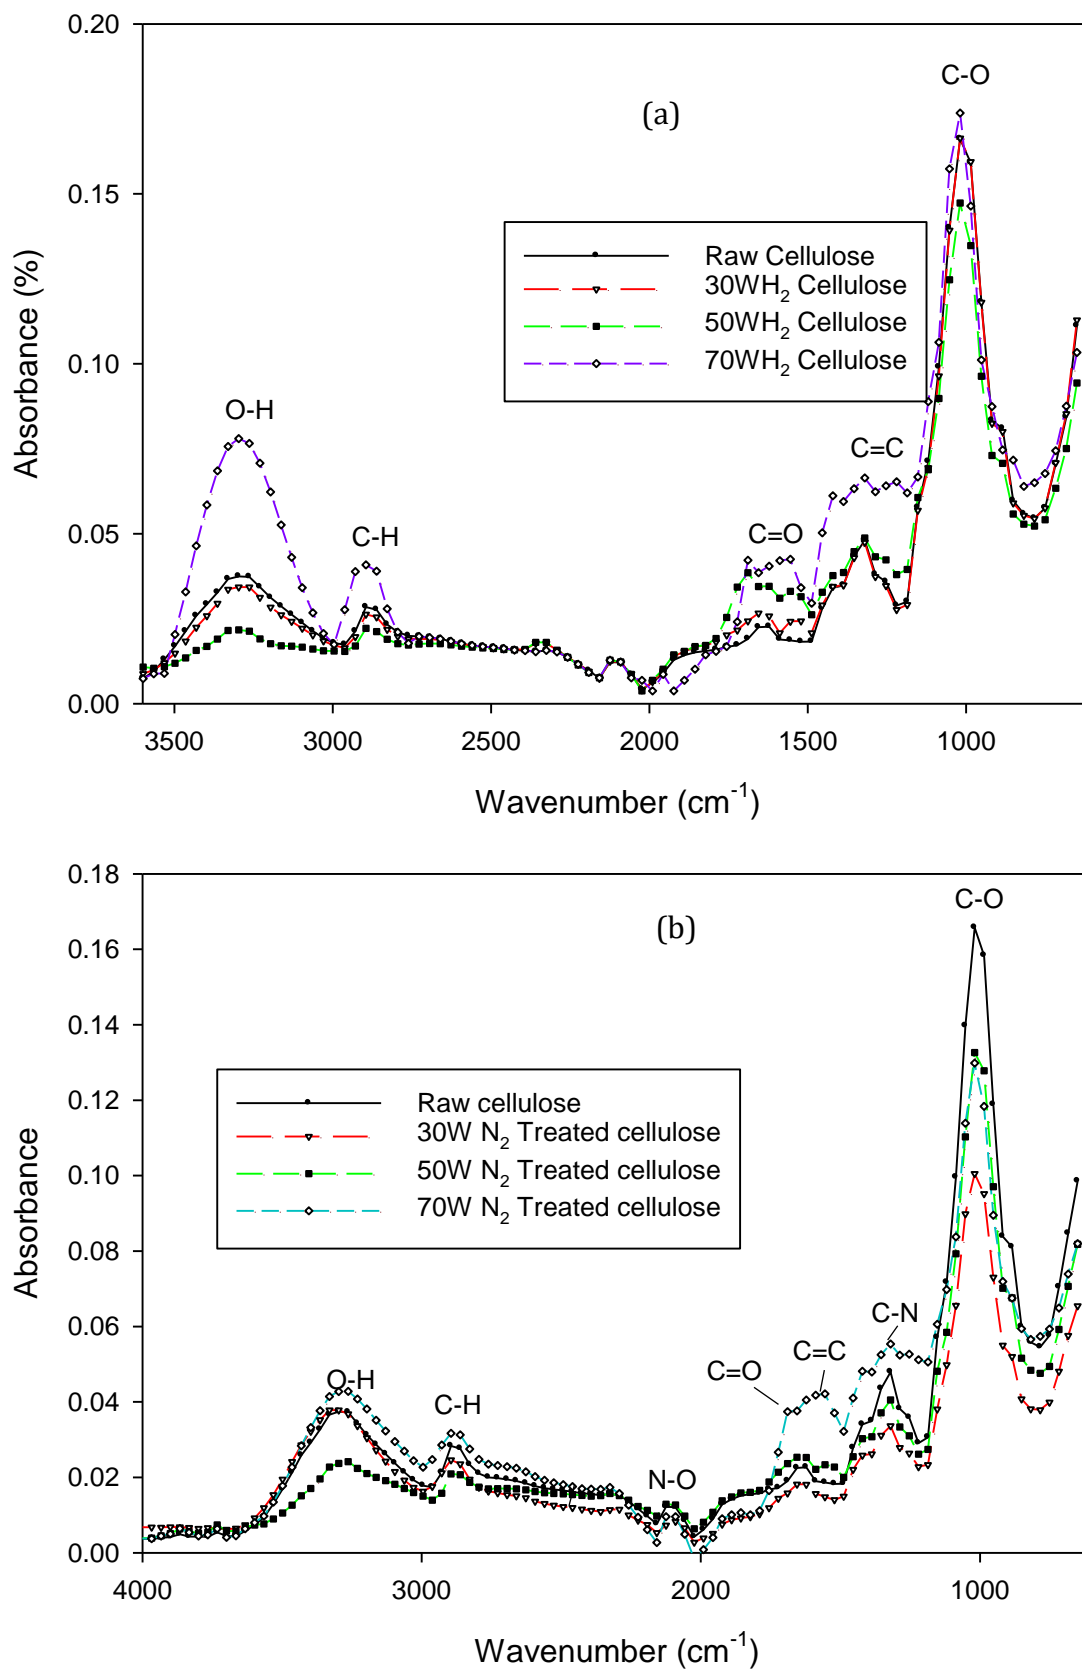 0.20
C-O
(a)
0.15
Raw Cellulose
30WH2 Cellulose
50WH2 Cellulose
70WH2 Cellulose
Absorbance (%)
0.10
O-H
C=C
C-H
C=O
0.05
0.00
3500 3000 2500 2000 1500 1000
Wavenumber (cm-1)
0.18
C-O
(b)
0.16
0.14
0.12
Raw cellulose
30W N2 Treated cellulose
50W N2 Treated cellulose
70W N2 Treated cellulose
Absorbance
0.10
0.08
0.06
C-N
C=C
C=O
O-H
C-H
0.04
N-O
0.02
0.00
4000 3000 2000 1000
Wavenumber (cm-1)